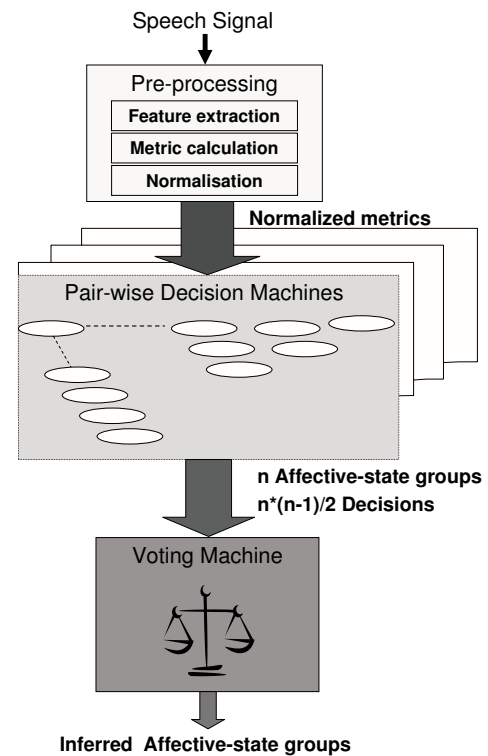 Speech Signal
Pre-processing
Feature extraction
Metric calculation
Normalisation
Normalized metrics
Pair-wise Decision Machines
n Affective-state groups
n*(n-1)/2 Decisions
Voting Machine
Inferred Affective-state groups